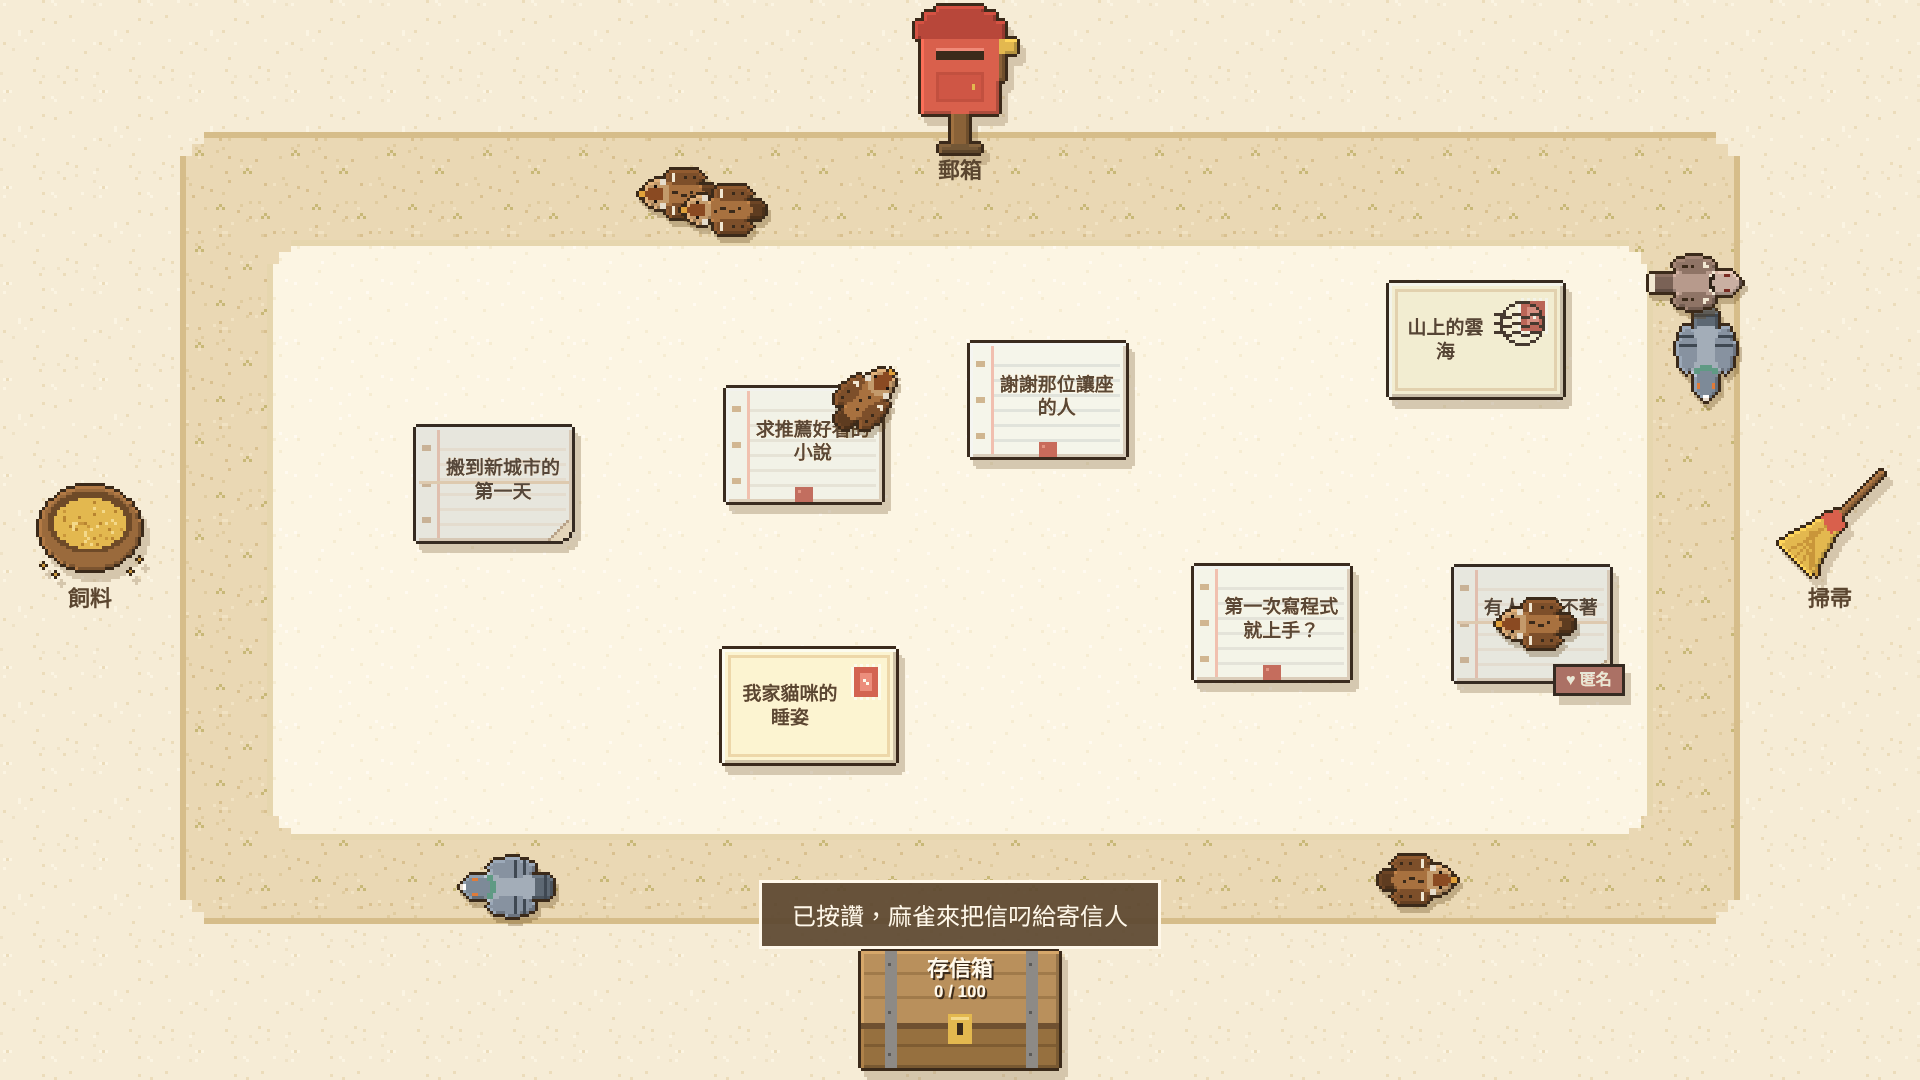 郵箱
山上的雲
海
謝謝那位讓座
的人
求推薦好看的
小說
搬到新城市的
第一天
飼料
掃帚
第一次寫程式
就上手？
有人
不著
♥ 匿名
我家貓咪的
睡姿
已按讚，麻雀來把信叼給寄信人
存信箱
0 / 100